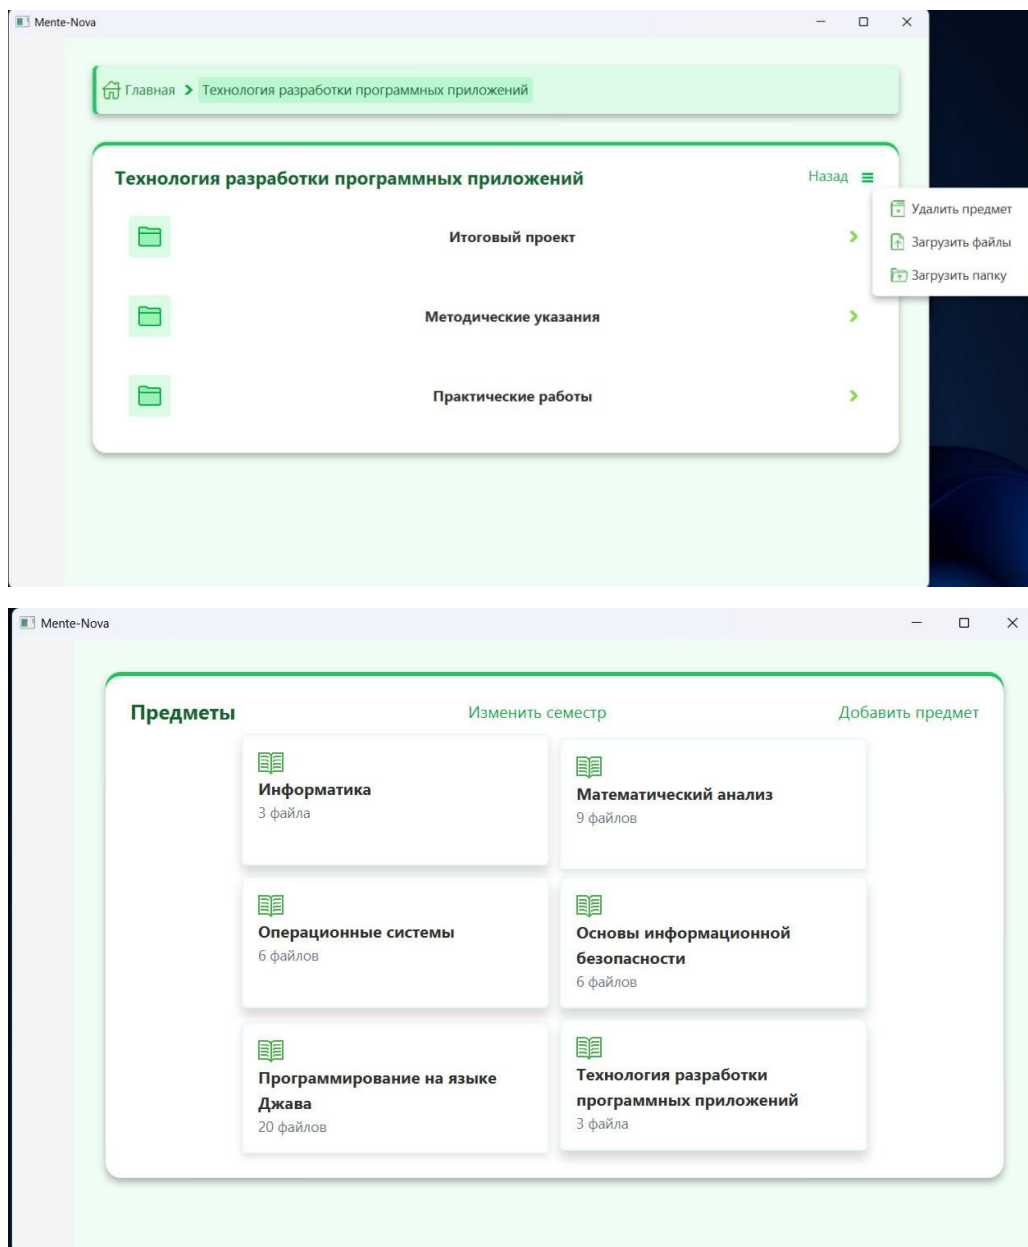 Mente-Nova
Главная Технология разработки программных приложений
Технология разработки программных приложений
Назад
Удалить предмет
Загрузить файлы
Загрузить папку
Итоговый проект
Методические указания
Практические работы
Mente-Nova
Предметы
Изменить семестр
Добавить предмет
Информатика
3 файла
Математический анализ
9 файлов
Операционные системы
6 файлов
Основы информационной
безопасности
6 файлов
Программирование на языке
Джава
20 файлов
Технология разработки
программных приложений
3 файла